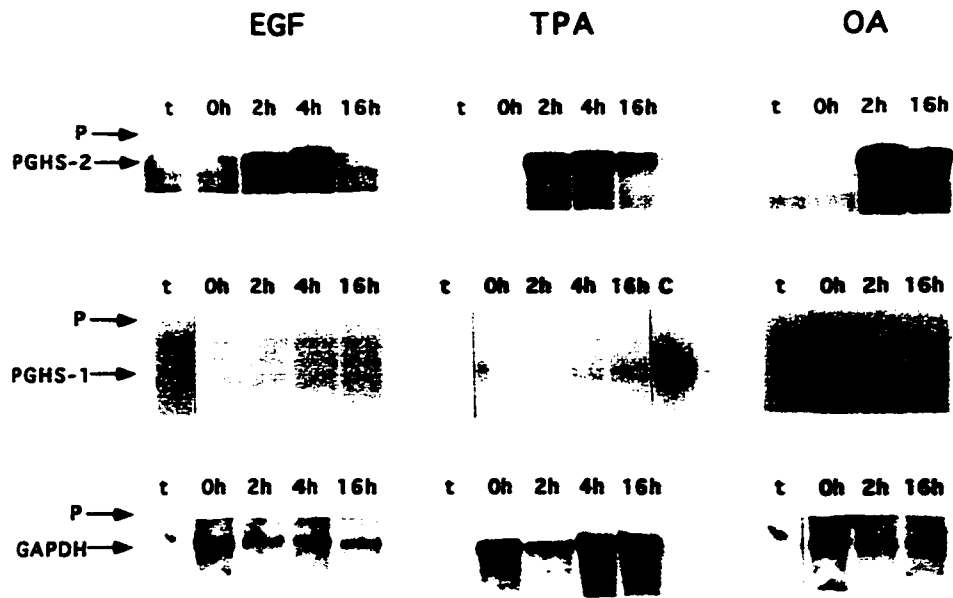 EGF TPA OA
t 0h 2h 4h 16h t 0h 2h 4h 16h t 0h 2h 16h
P
PGHS-2
t 0h 2h 4h 16h t 0h 2h 4h 16h C t 0h 2h 16h
P
PGHS-1
t 0h 2h 4h 16h t 0h 2h 4h 16h t 0h 2h 16h
P
GAPDH